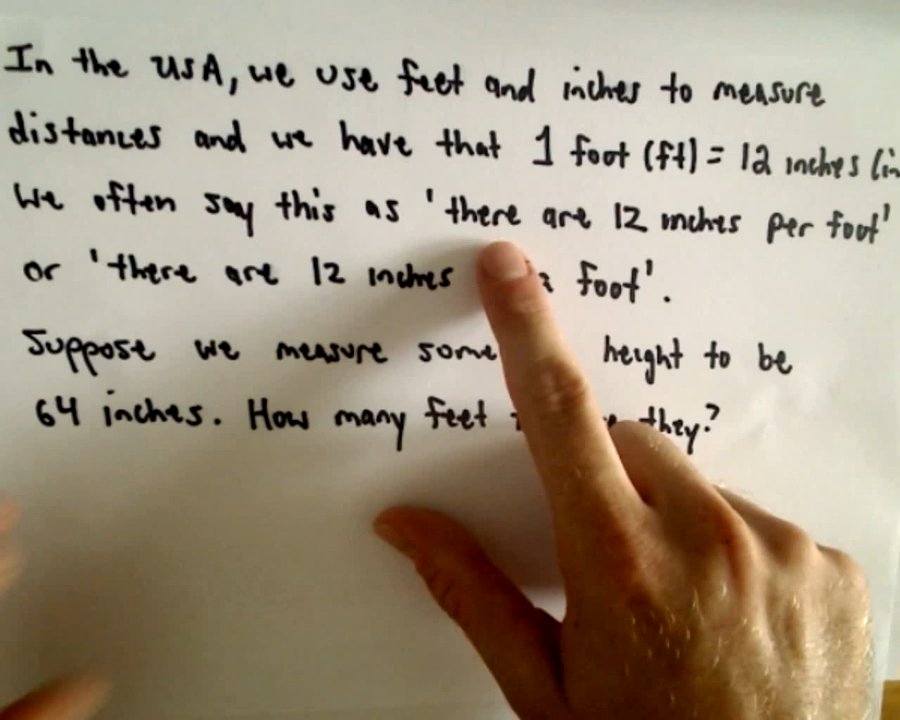 In the USA, we use feet and inches to measure
distances and we have that 1 foot (ft) = 12 inches (in
We often say this as 'there are 12 inches per foot'
or 'there are 12 inches foot'.
Suppose we measure some height to be
64 inches. How many feet they?